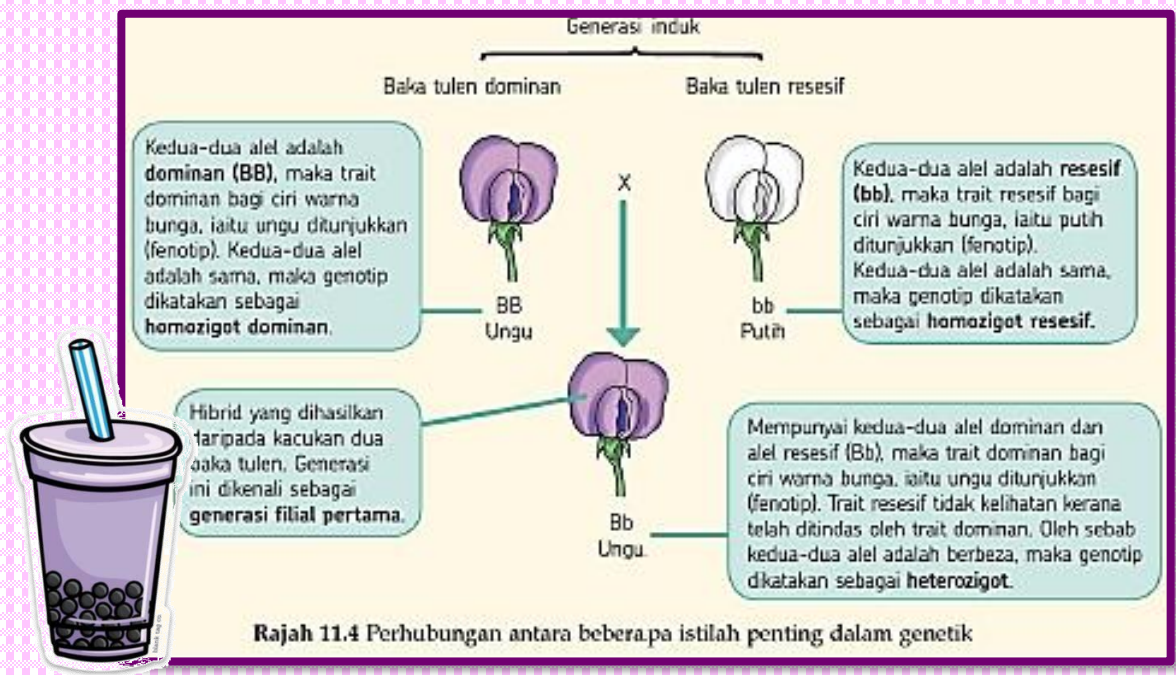 Generasi induk
Baka tulen dominan
Baka tulen resesif
Kedua-dua alel adalah
dominan (BB), maka trait
dominan bagi ciri warna
bunga, iaitu ungu ditunjukkan
(fenotip). Kedua-dua alel
adalah sama, maka genotip
dikatakan sebagai
homozigot dominan.
X
BB
Ungu
bb
Putih
Kedua-dua alel adalah resesif
(bb), maka trait resesif bagi
ciri warna bunga, iaitu putih
ditunjukkan (fenotip).
Kedua-dua alel adalah sama,
maka genotip dikatakan
sebagai homozigot resesif.
Hibrid yang dihasilkan
daripada kacukan dua
baka tulen. Generasi
ini dikenali sebagai
generasi filial pertama.
Bb
Ungu
Mempunyai kedua-dua alel dominan dan
alel resesif (Bb), maka trait dominan bagi
ciri warna bunga, iaitu ungu ditunjukkan
(fenotip). Trait resesif tidak kelihatan kerana
telah ditindas oleh trait dominan. Oleh sebab
kedua-dua alel adalah berbeza, maka genotip
dikatakan sebagai heterozigot.
Rajah 11.4 Perhubungan antara beberapa istilah penting dalam genetik